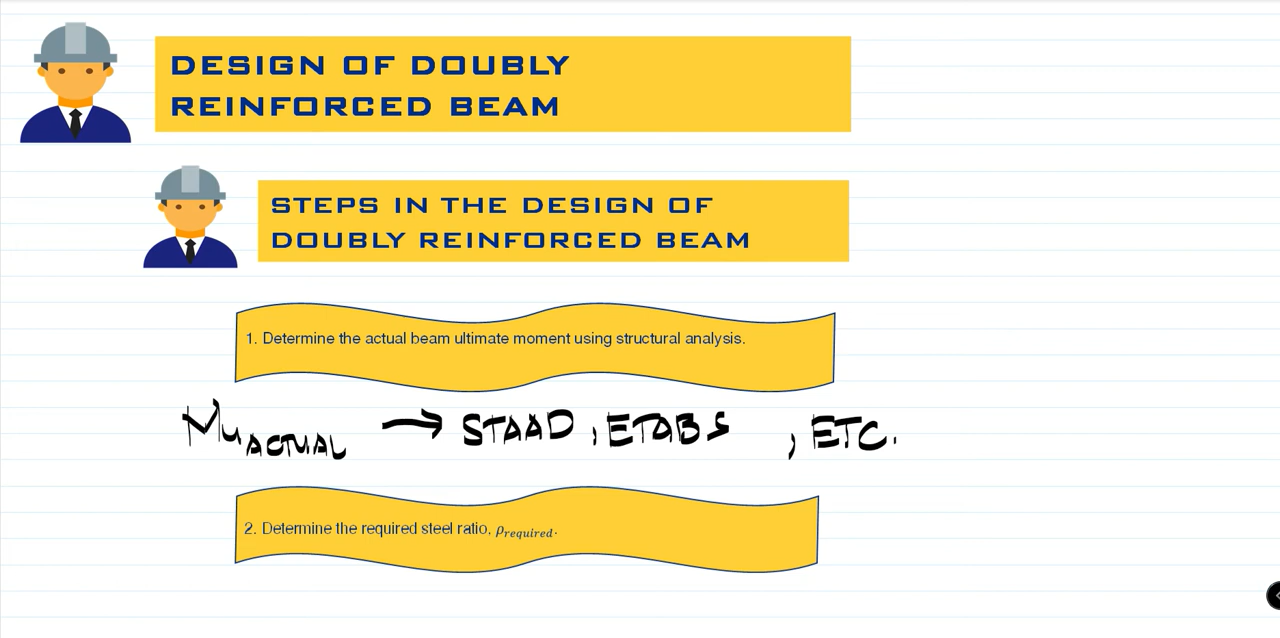 DESIGN OF DOUBLY
REINFORCED BEAM
STEPS IN THE DESIGN OF
DOUBLY REINFORCED BEAM
1. Determine the actual beam ultimate moment using structural analysis.
Mu ACTUAL → STAAD , ETABS , ETC.
2. Determine the required steel ratio, ρrequired.